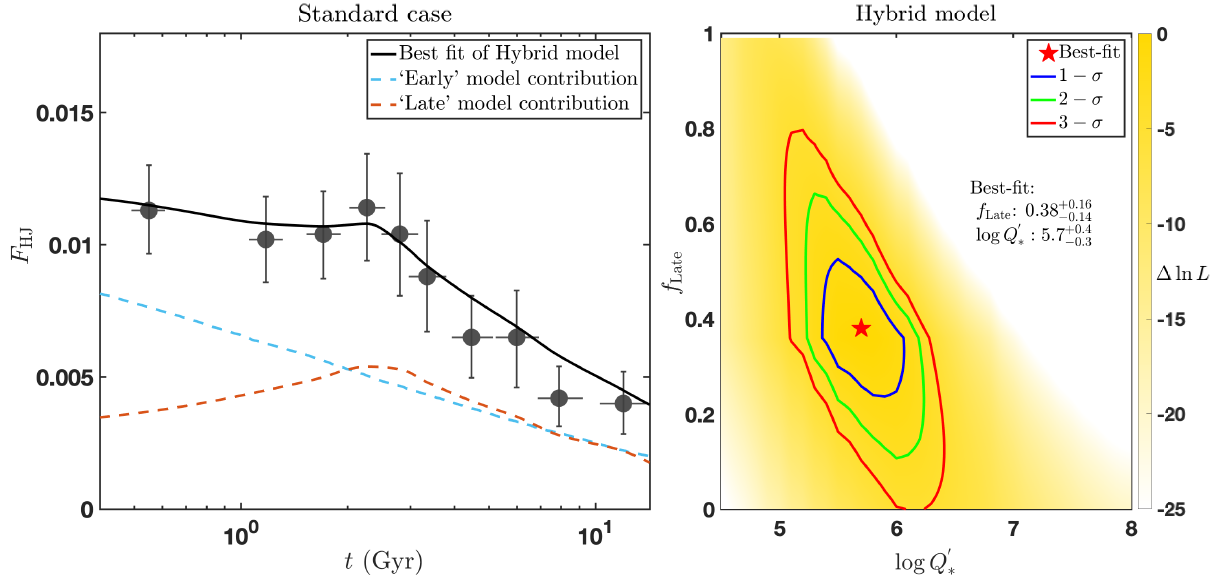 Standard case
Best fit of Hybrid model
‘Early’ model contribution
‘Late’ model contribution
0.015
0.01
0.005
0
F_HJ
10^0
10^1
t (Gyr)
Hybrid model
Best-fit
1 − σ
2 − σ
3 − σ
Best-fit:
f_Late: 0.38^{+0.16}_{-0.14}
log Q'_* : 5.7^{+0.4}_{-0.3}
1
0.8
0.6
0.4
0.2
0
f_Late
5
6
7
8
log Q'_*
0
-5
-10
-15
-20
-25
Δ ln L